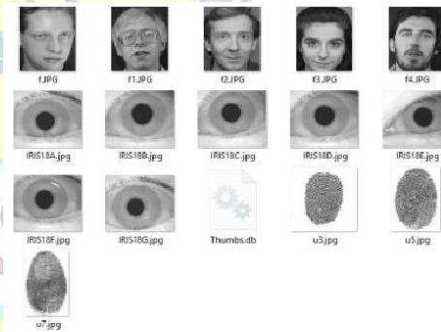 f.JPG f1.JPG f2.JPG f3.JPG f4.JPG
IRIS18A.jpg IRIS18B.jpg IRIS18C.jpg IRIS18D.jpg IRIS18E.jpg
IRIS18F.jpg IRIS18G.jpg Thumbs.db u3.jpg u5.jpg
u7.jpg